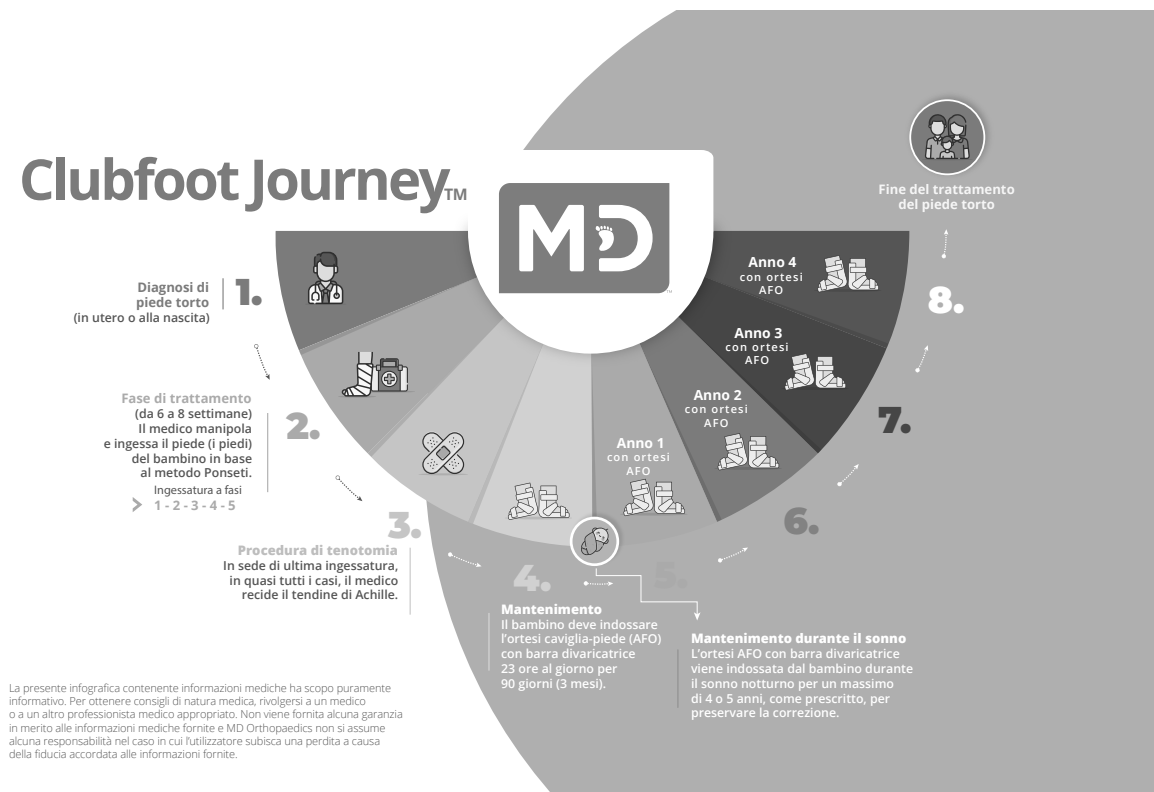 Clubfoot Journey™
MD
™
1.
Diagnosi di
piede torto
(in utero o alla nascita)
2.
Fase di trattamento
(da 6 a 8 settimane)
Il medico manipola
e ingessa il piede (i piedi)
del bambino in base
al metodo Ponseti.
Ingessatura a fasi
1 - 2 - 3 - 4 - 5
3.
Procedura di tenotomia
In sede di ultima ingessatura,
in quasi tutti i casi, il medico
recide il tendine di Achille.
4.
Mantenimento
Il bambino deve indossare
l’ortesi caviglia-piede (AFO)
con barra divaricatrice
23 ore al giorno per
90 giorni (3 mesi).
5.
Anno 1
con ortesi
AFO
Mantenimento durante il sonno
L’ortesi AFO con barra divaricatrice
viene indossata dal bambino durante
il sonno notturno per un massimo
di 4 o 5 anni, come prescritto, per
preservare la correzione.
6.
Anno 2
con ortesi
AFO
7.
Anno 3
con ortesi
AFO
8.
Anno 4
con ortesi
AFO
Fine del trattamento
del piede torto
La presente infografica contenente informazioni mediche ha scopo puramente
informativo. Per ottenere consigli di natura medica, rivolgersi a un medico
o a un altro professionista medico appropriato. Non viene fornita alcuna garanzia
in merito alle informazioni mediche fornite e MD Orthopaedics non si assume
alcuna responsabilità nel caso in cui l’utilizzatore subisca una perdita a causa
della fiducia accordata alle informazioni fornite.